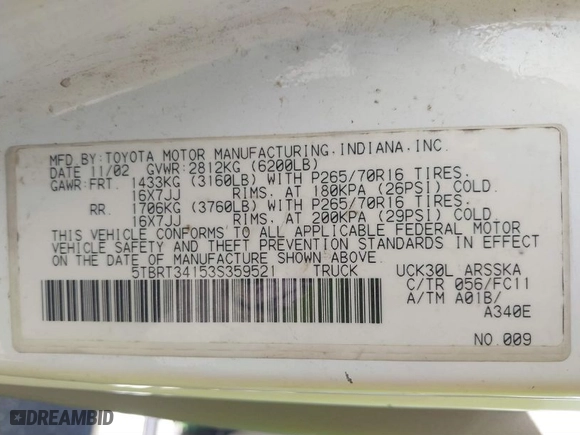 MFD.BY:TOYOTA MOTOR MANUFACTURING.INDIANA.INC.
DATE 11/02 GVWR:2812KG (6200LB)
GAWR:FRT. 1433KG (3160LB) WITH P265/70R16 TIRES.
16X7JJ RIMS. AT 180KPA (26PSI) COLD.
RR. 1706KG (3760LB) WITH P265/70R16 TIRES.
16X7JJ RIMS. AT 200KPA (29PSI) COLD.
THIS VEHICLE CONFORMS TO ALL APPLICABLE FEDERAL MOTOR
VEHICLE SAFETY AND THEFT PREVENTION STANDARDS IN EFFECT
ON THE DATE OF MANUFACTURE SHOWN ABOVE.
5TBRT34153S359521 TRUCK UCK30L ARSSKA
C/TR 056/FC11
A/TM A01B/
A340E
NO.009
DREAMBID